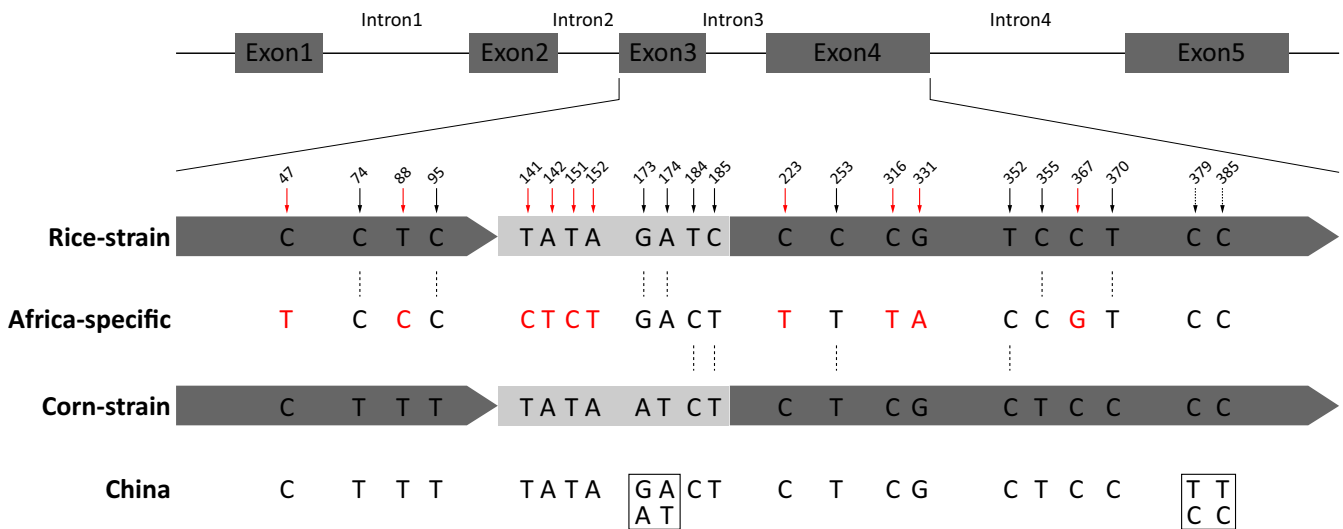 Intron1 Intron2 Intron3 Intron4
Exon1 Exon2 Exon3 Exon4 Exon5
47 74 88 95 141 142 151 152 173 174 184 185 223 253 316 331 352 355 367 370 379 385
Rice-strain C C T C T A T A G A T C C C C G T C C T C C
Africa-specific T C C C C T C T G A C T T T T A C C G T C C
Corn-strain C T T T T A T A A T C T C T C G C T C C C C
China C T T T T A T A G A C T C T C G C T C C T T
A T C C